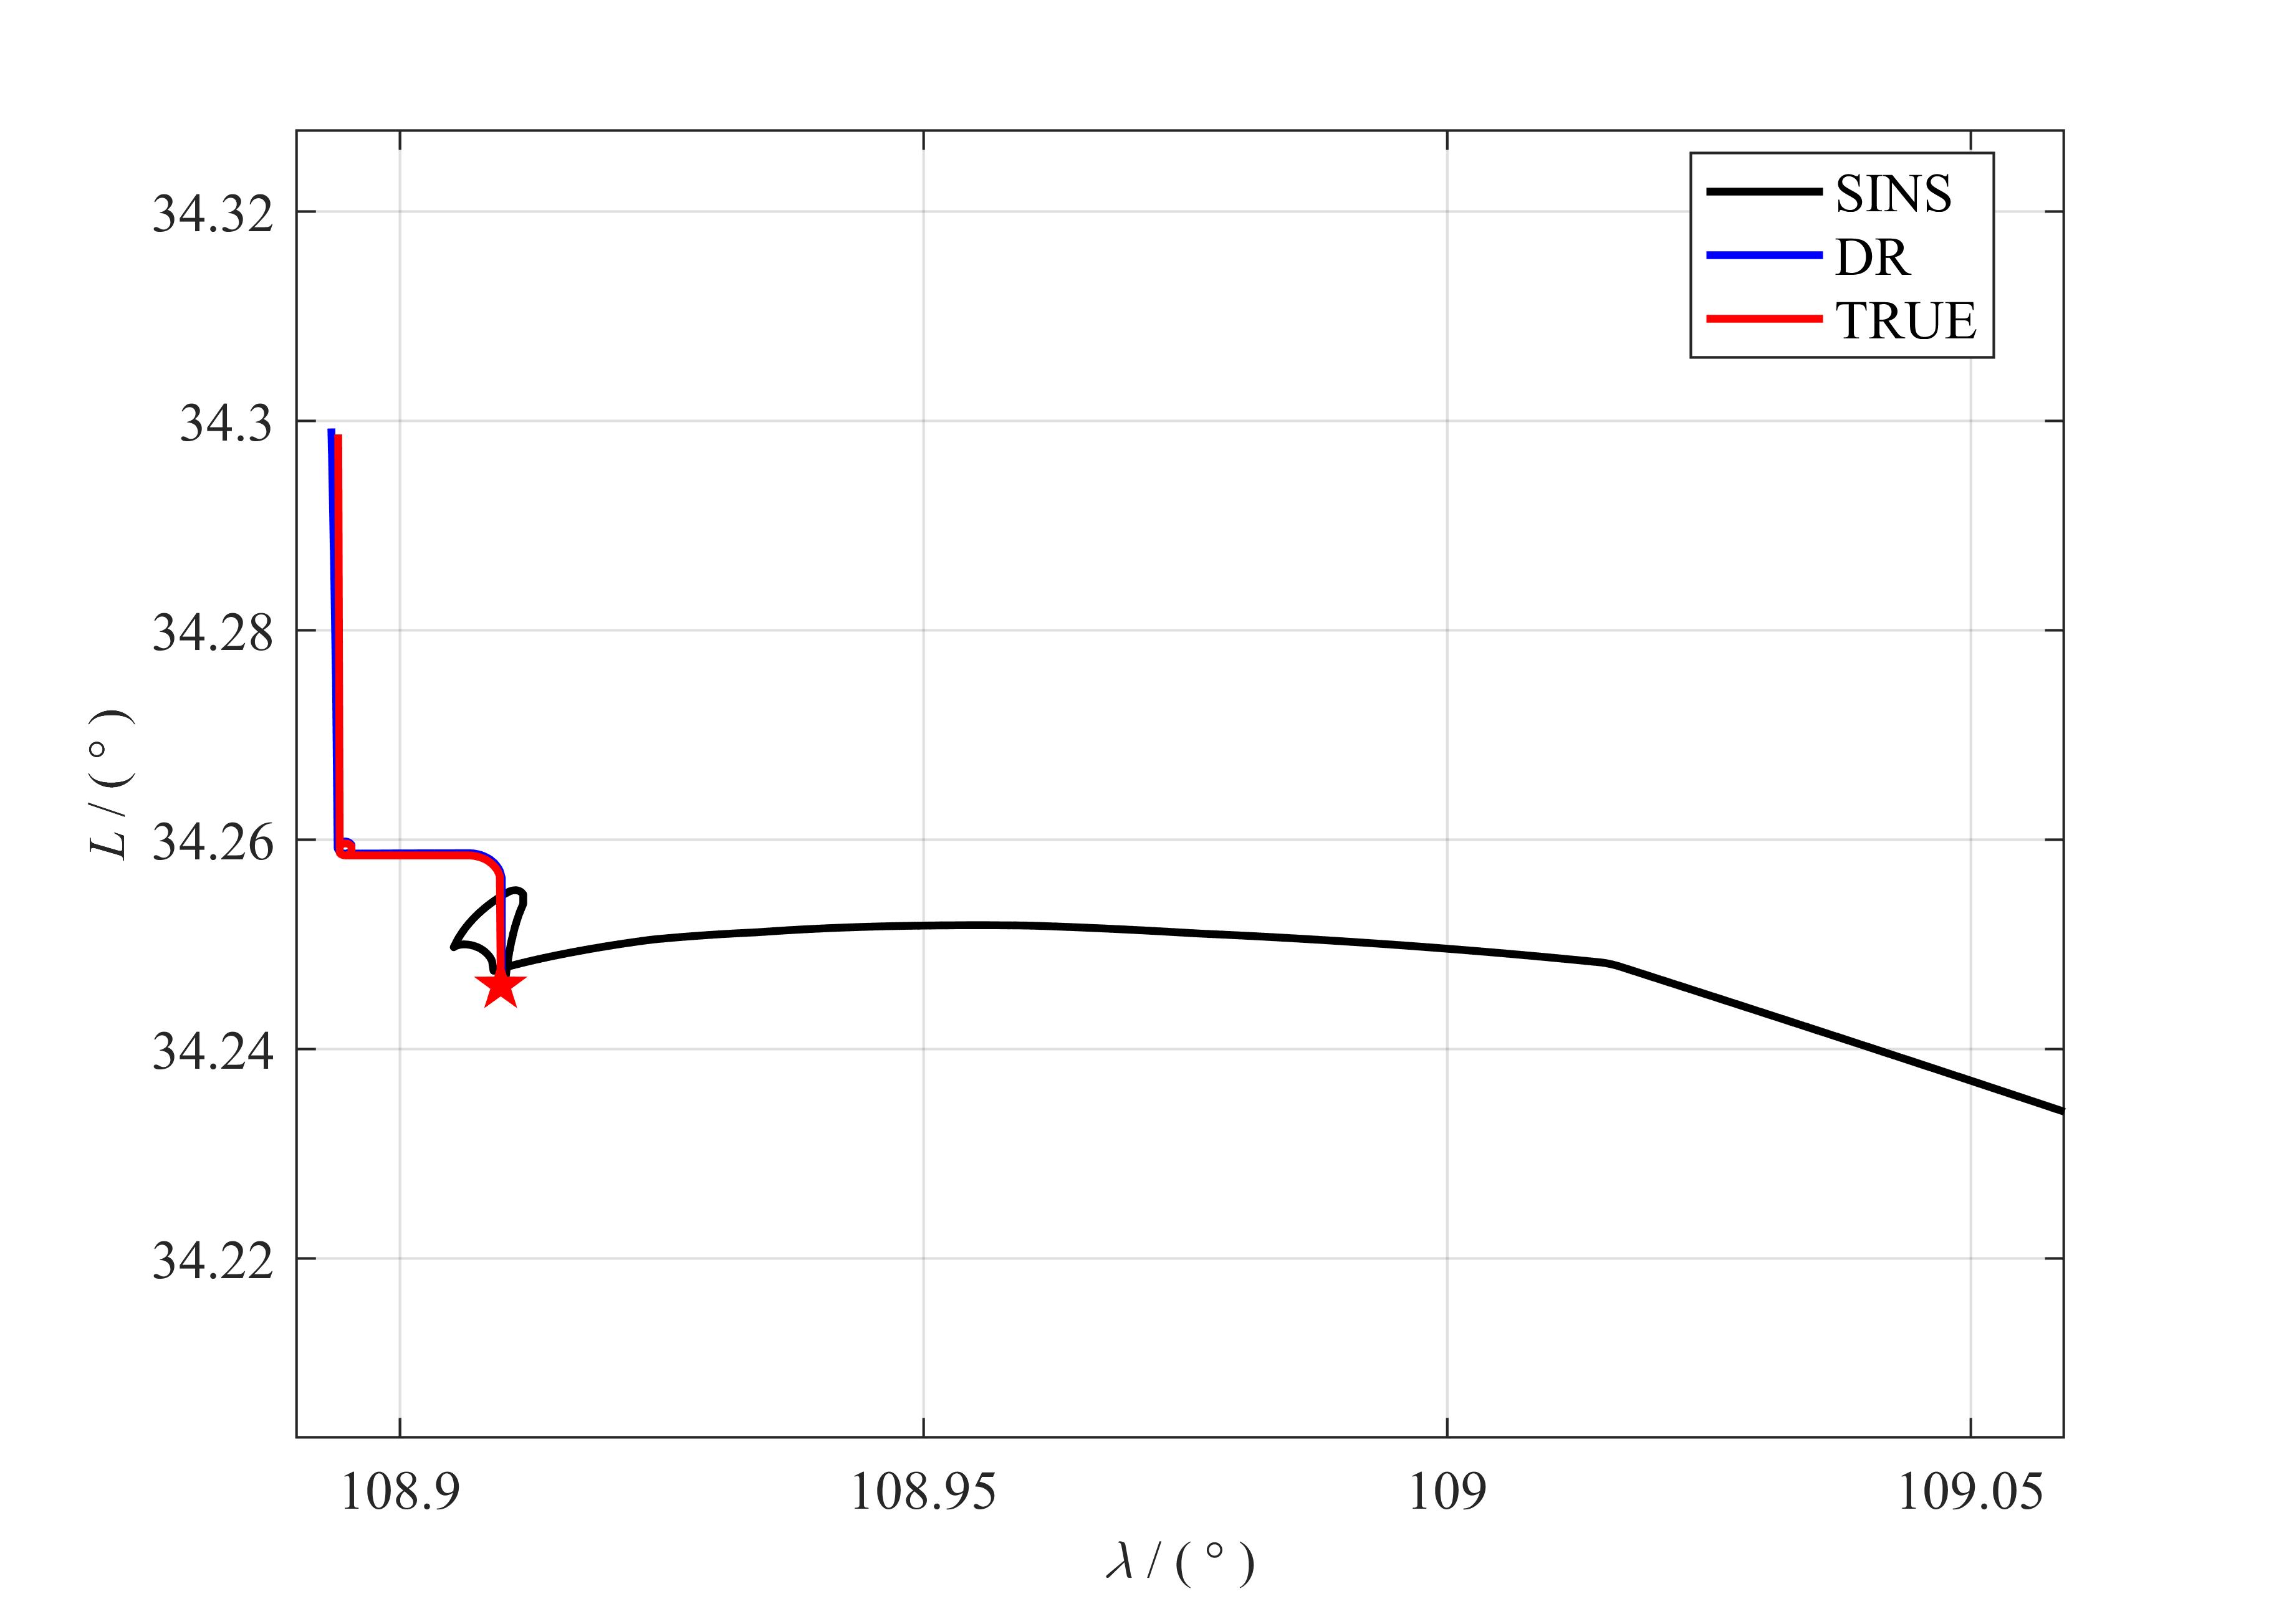 SINS
DR
TRUE
34.32
34.3
34.28
34.26
34.24
34.22
L / ( ° )
108.9
108.95
109
109.05
λ / ( ° )